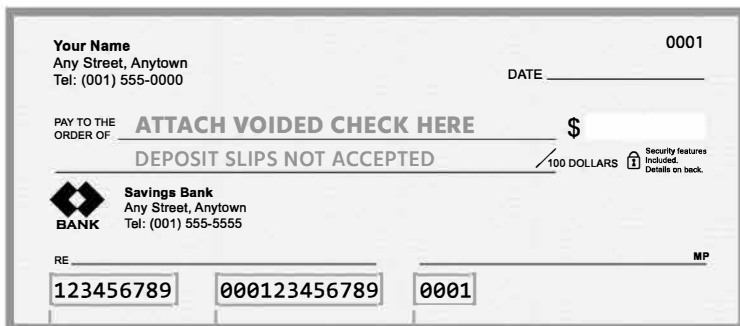 Your Name
0001
Any Street, Anytown
Tel: (001) 555-0000
DATE
PAY TO THE
ORDER OF
ATTACH VOIDED CHECK HERE
$
DEPOSIT SLIPS NOT ACCEPTED
/100 DOLLARS
Security features
Included.
Details on back.
Savings Bank
Any Street, Anytown
Tel: (001) 555-5555
BANK
RE
MP
123456789 000123456789 0001